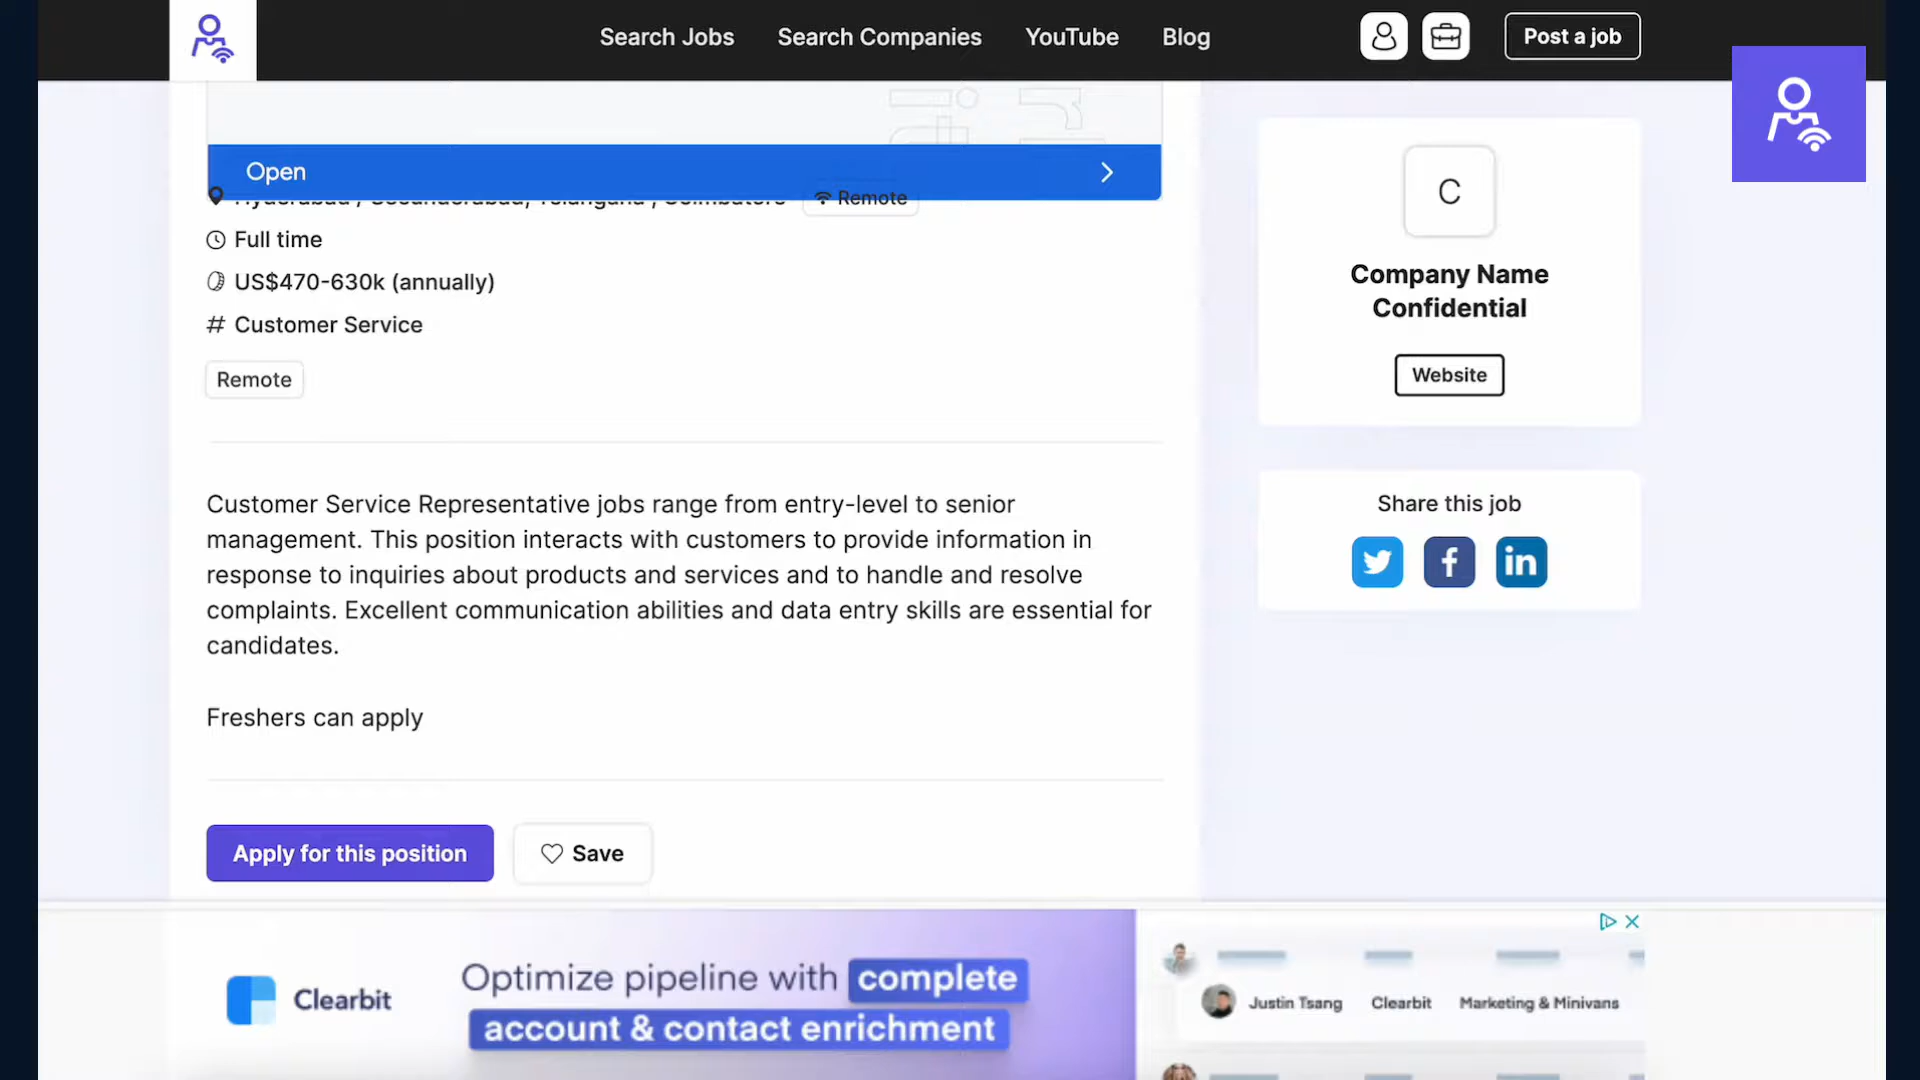 Search Jobs
Search Companies
YouTube
Blog
Post a job
Open
Remote
Full time
US$470-630k (annually)
# Customer Service
Remote
Customer Service Representative jobs range from entry-level to senior
management. This position interacts with customers to provide information in
response to inquiries about products and services and to handle and resolve
complaints. Excellent communication abilities and data entry skills are essential for
candidates.
Freshers can apply
Apply for this position
Save
C
Company Name
Confidential
Website
Share this job
Clearbit
Optimize pipeline with complete
account & contact enrichment
Justin Tsang
Clearbit
Marketing & Minivans